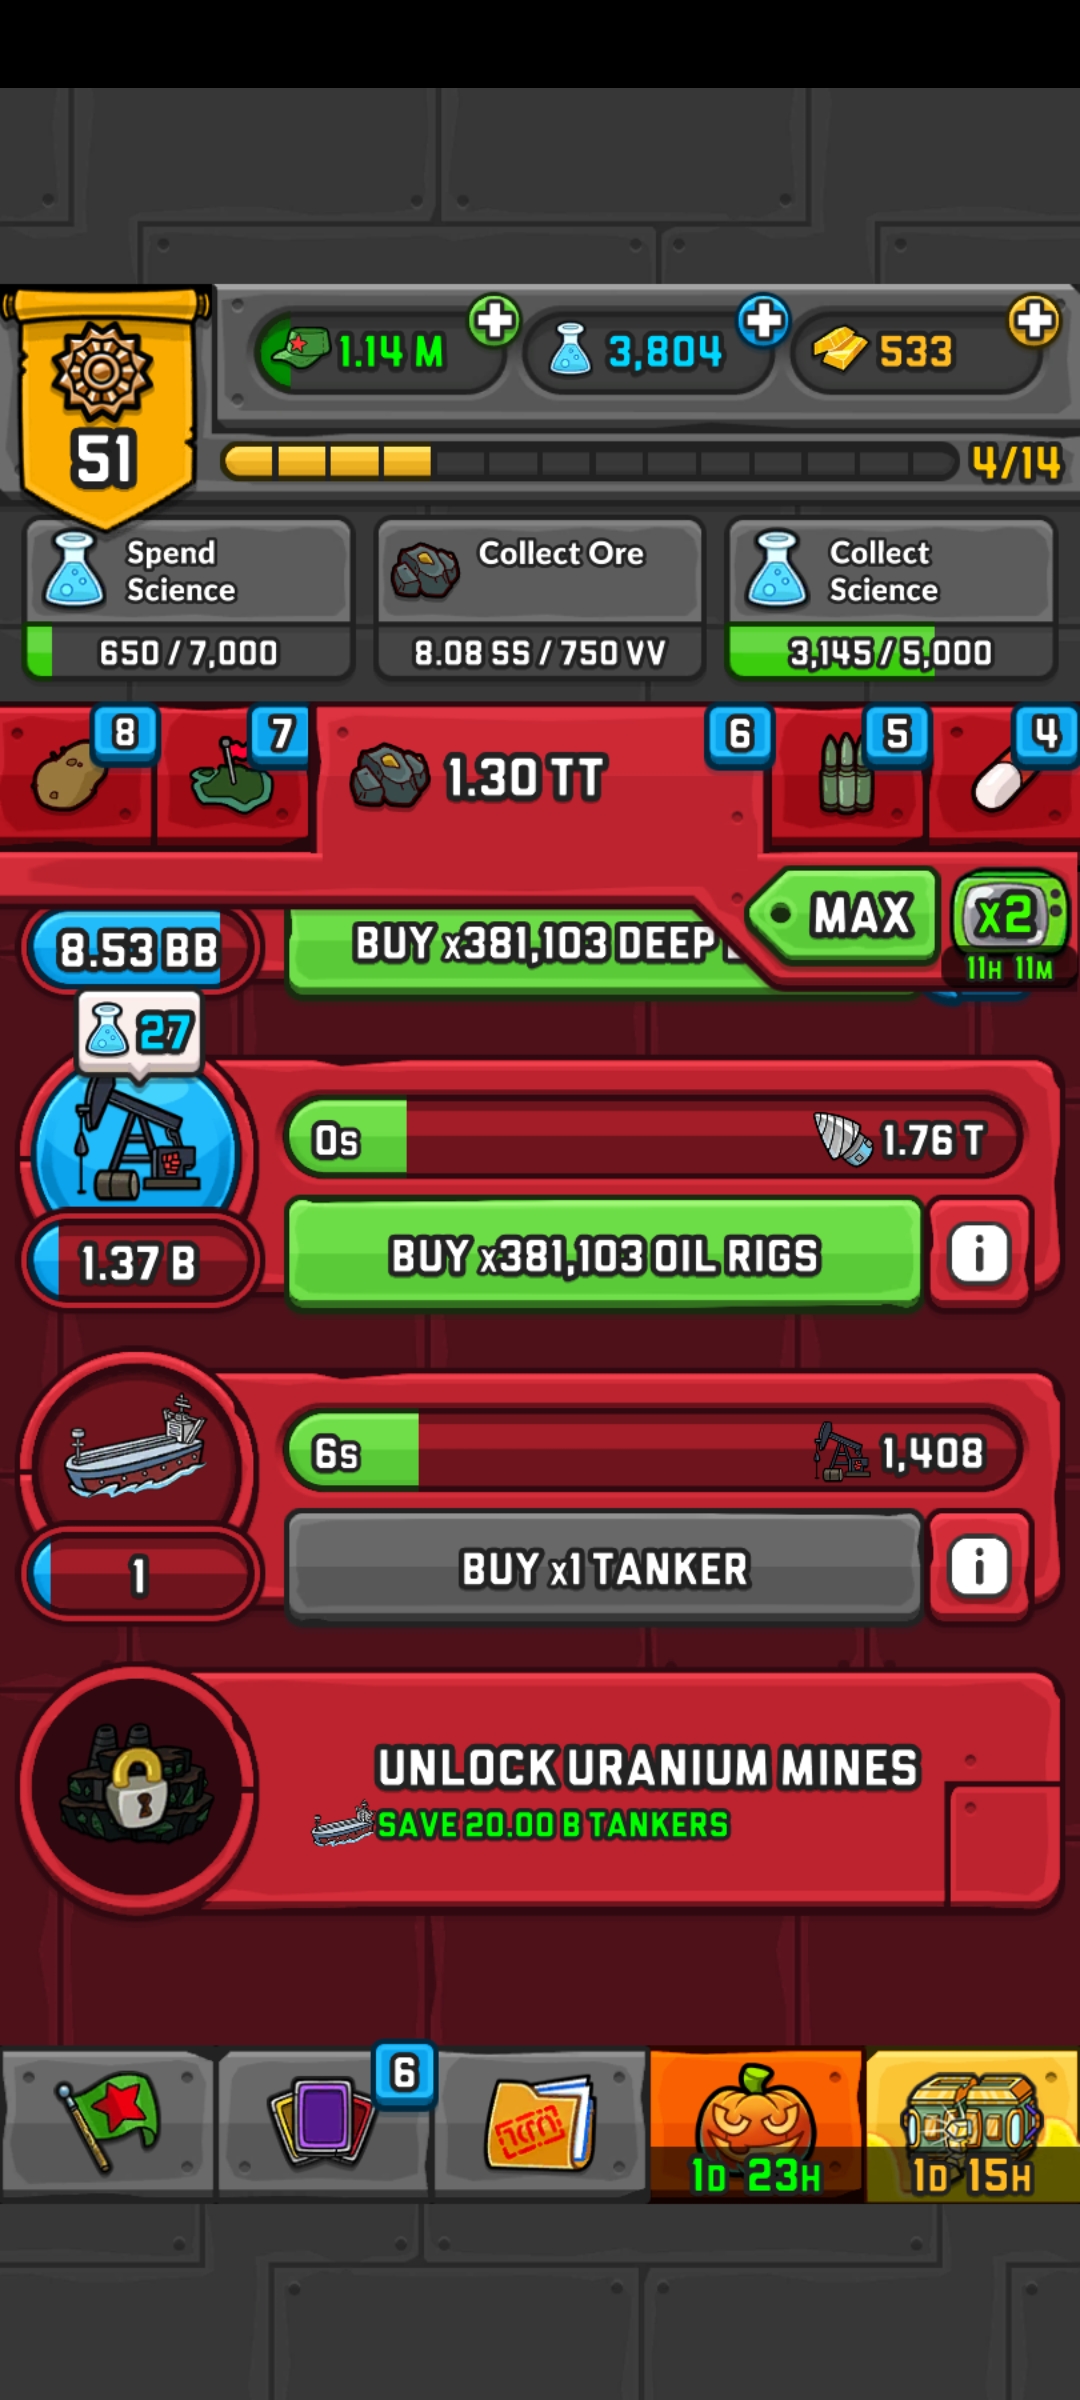 1.14 M
3,804
533
51
4/14
Spend
Science
650 / 7,000
Collect Ore
8.08 SS / 750 VV
Collect
Science
3,145 / 5,000
8
7
1.30 TT
6
5
4
8.53 BB
BUY x381,103 DEEP
MAX
x2
11H 11M
27
0s
1.76 T
1.37 B
BUY x381,103 OIL RIGS
i
6s
1,408
1
BUY x1 TANKER
i
UNLOCK URANIUM MINES
SAVE 20.00 B TANKERS
6
1D 23H
1D 15H